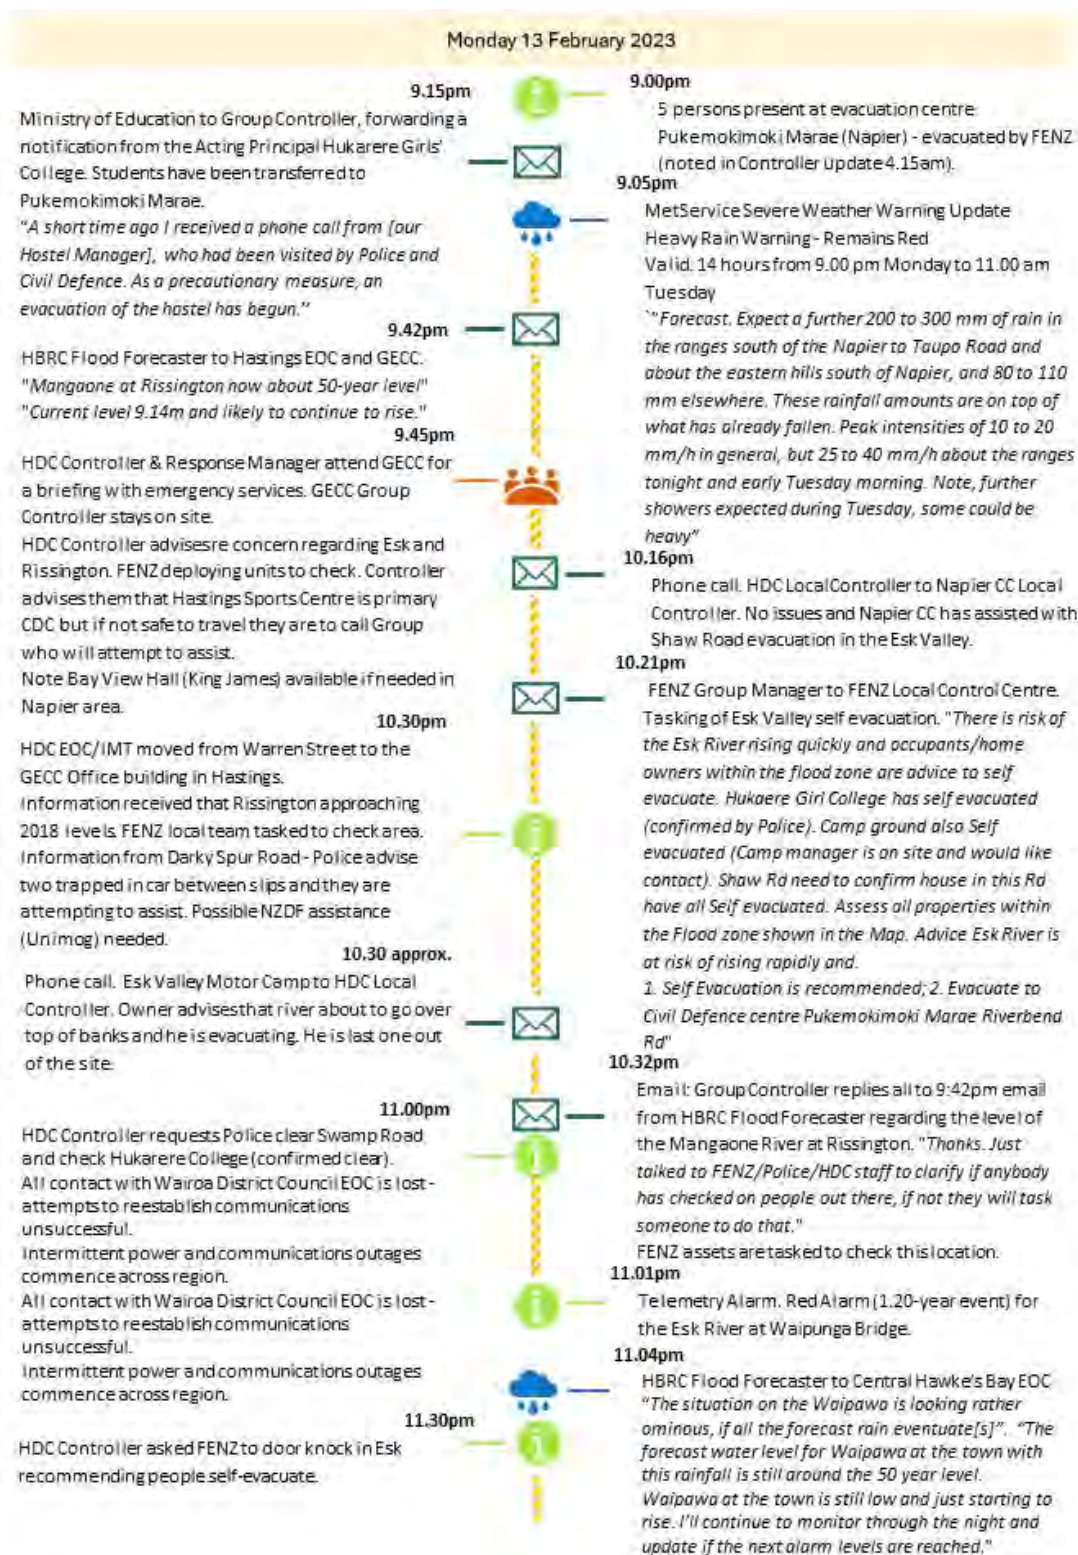 Monday 13 February 2023
9.00pm
5 persons present at evacuation centre
Pukemokimoki Marae (Napier) - evacuated by FENZ
(noted in Controller update 4.15am).
9.05pm
MetService Severe Weather Warning Update
Heavy Rain Warning - Remains Red
Valid. 14 hours from 9.00 pm Monday to 11.00 am
Tuesday
`"Forecast. Expect a further 200 to 300 mm of rain in
the ranges south of the Napier to Taupo Road and
about the eastern hills south of Napier, and 80 to 110
mm elsewhere. These rainfall amounts are on top of
what has already fallen. Peak intensities of 10 to 20
mm/h in general, but 25 to 40 mm/h about the ranges
tonight and early Tuesday morning. Note, further
showers expected during Tuesday, some could be
heavy"
9.15pm
Ministry of Education to Group Controller, forwarding a
notification from the Acting Principal Hukarere Girls'
College. Students have been transferred to
Pukemokimoki Marae.
"A short time ago I received a phone call from [our
Hostel Manager], who had been visited by Police and
Civil Defence. As a precautionary measure, an
evacuation of the hostel has begun."
9.42pm
HBRC Flood Forecaster to Hastings EOC and GECC.
"Mangaone at Rissington now about 50-year level"
"Current level 9.14m and likely to continue to rise."
9.45pm
HDC Controller & Response Manager attend GECC for
a briefing with emergency services. GECC Group
Controller stays on site.
HDC Controller advises re concern regarding Esk and
Rissington. FENZ deploying units to check. Controller
advises them that Hastings Sports Centre is primary
CDC but if not safe to travel they are to call Group
who will attempt to assist.
Note Bay View Hall (King James) available if needed in
Napier area.
10.16pm
Phone call. HDC Local Controller to Napier CC Local
Controller. No issues and Napier CC has assisted with
Shaw Road evacuation in the Esk Valley.
10.21pm
FENZ Group Manager to FENZ Local Control Centre.
Tasking of Esk Valley self evacuation. "There is risk of
the Esk River rising quickly and occupants/home
owners within the flood zone are advice to self
evacuate. Hukaere Girl College has self evacuated
(confirmed by Police). Camp ground also Self
evacuated (Camp manager is on site and would like
contact). Shaw Rd need to confirm house in this Rd
have all Self evacuated. Assess all properties within
the Flood zone shown in the Map. Advice Esk River is
at risk of rising rapidly and.
1. Self Evacuation is recommended; 2. Evacuate to
Civil Defence centre Pukemokimoki Marae Riverbend
Rd"
10.30pm
HDC EOC/IMT moved from Warren Street to the
GECC Office building in Hastings.
Information received that Rissington approaching
2018 levels. FENZ local team tasked to check area.
Information from Darky Spur Road - Police advise
two trapped in car between slips and they are
attempting to assist. Possible NZDF assistance
(Unimog) needed.
10.30 approx.
Phone call. Esk Valley Motor Camp to HDC Local
Controller. Owner advises that river about to go over
top of banks and he is evacuating. He is last one out
of the site.
10.32pm
Email: Group Controller replies all to 9:42pm email
from HBRC Flood Forecaster regarding the level of
the Mangaone River at Rissington. "Thanks. Just
talked to FENZ/Police/HDC staff to clarify if anybody
has checked on people out there, if not they will task
someone to do that."
FENZ assets are tasked to check this location.
11.00pm
HDC Controller requests Police clear Swamp Road
and check Hukarere College (confirmed clear).
All contact with Wairoa District Council EOC is lost -
attempts to reestablish communications
unsuccessful.
Intermittent power and communications outages
commence across region.
All contact with Wairoa District Council EOC is lost -
attempts to reestablish communications
unsuccessful.
Intermittent power and communications outages
commence across region.
11.01pm
Telemetry Alarm. Red Alarm (1.20-year event) for
the Esk River at Waipunga Bridge.
11.04pm
HBRC Flood Forecaster to Central Hawke's Bay EOC
"The situation on the Waipawa is looking rather
ominous, if all the forecast rain eventuate[s]". "The
forecast water level for Waipawa at the town with
this rainfall is still around the 50 year level.
Waipawa at the town is still low and just starting to
rise. I'll continue to monitor through the night and
update if the next alarm levels are reached."
11.30pm
HDC Controller asked FENZ to door knock in Esk
recommending people self-evacuate.